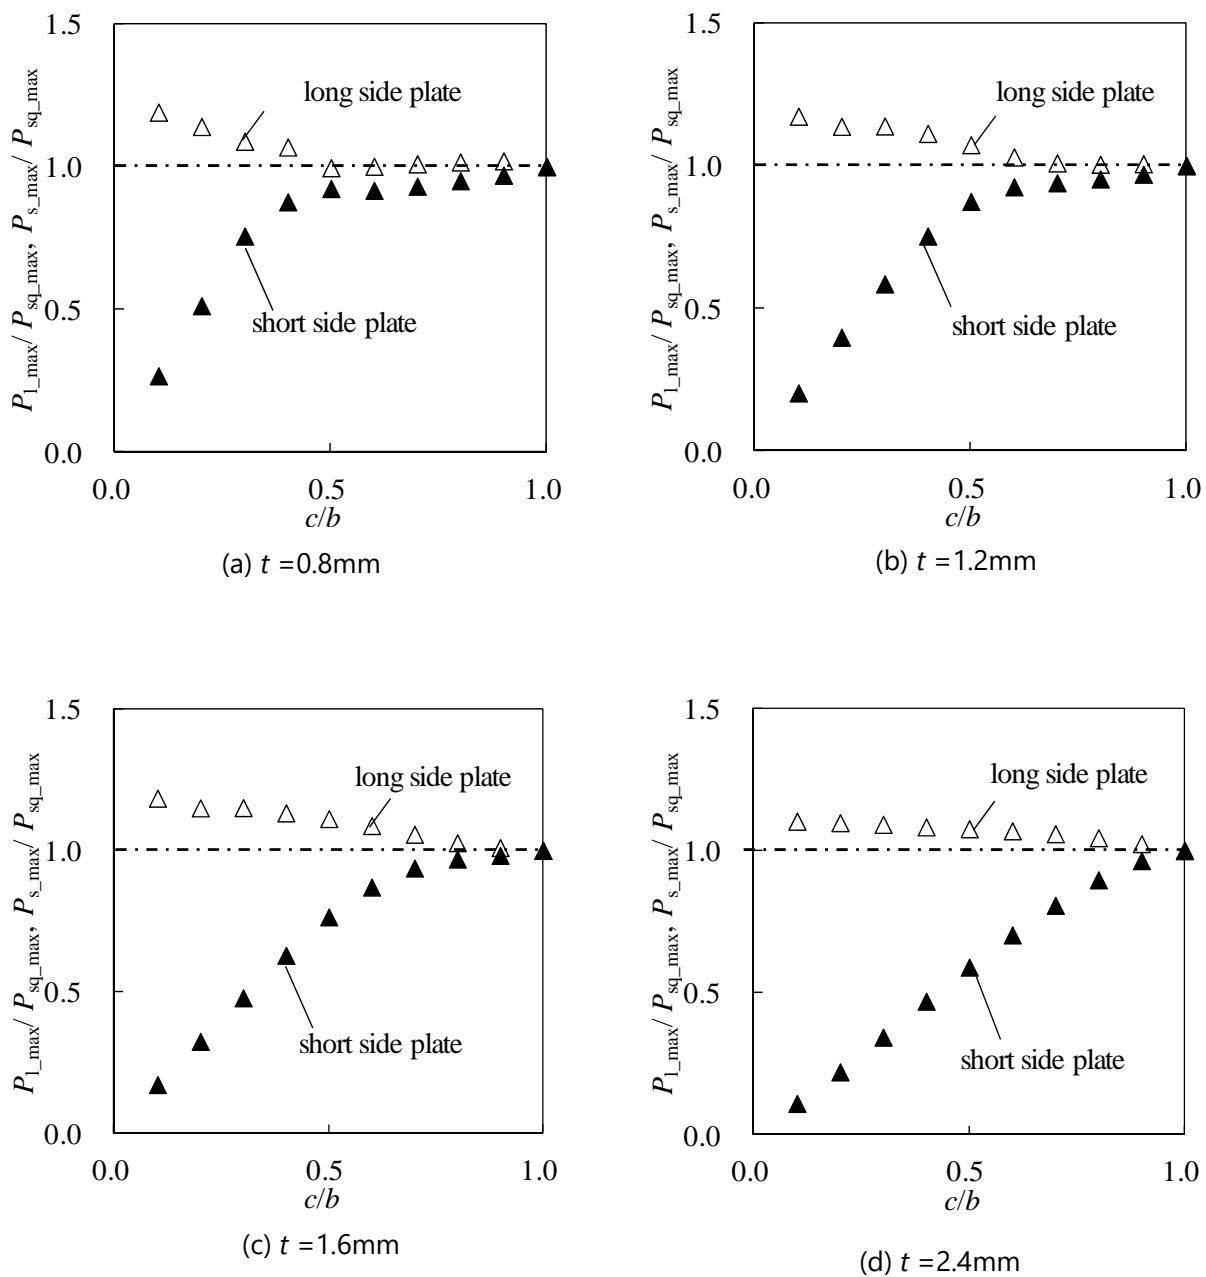 1.5
1.0
0.5
0.0
0.0 0.5 1.0
c/b
P1_max/ Psq_max, Ps_max/ Psq_max
long side plate
short side plate
(a) t =0.8mm
1.5
1.0
0.5
0.0
0.0 0.5 1.0
c/b
P1_max/ Psq_max, Ps_max/ Psq_max
long side plate
short side plate
(b) t =1.2mm
1.5
1.0
0.5
0.0
0.0 0.5 1.0
c/b
P1_max/ Psq_max, Ps_max/ Psq_max
long side plate
short side plate
(c) t =1.6mm
1.5
1.0
0.5
0.0
0.0 0.5 1.0
c/b
P1_max/ Psq_max, Ps_max/ Psq_max
long side plate
short side plate
(d) t =2.4mm